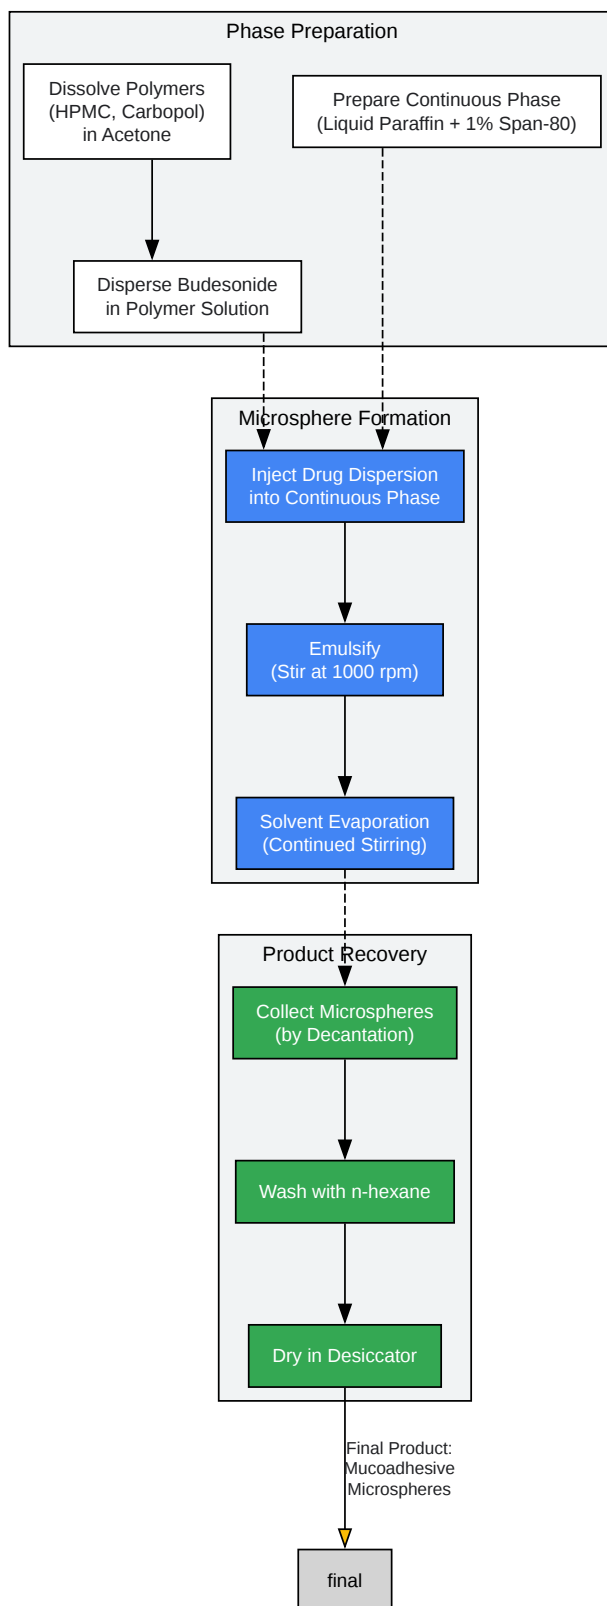 Phase Preparation
Dissolve Polymers
(HPMC, Carbopol)
in Acetone
Prepare Continuous Phase
(Liquid Paraffin + 1% Span-80)
Disperse Budesonide
in Polymer Solution
Microsphere Formation
Inject Drug Dispersion
into Continuous Phase
Emulsify
(Stir at 1000 rpm)
Solvent Evaporation
(Continued Stirring)
Product Recovery
Collect Microspheres
(by Decantation)
Wash with n-hexane
Dry in Desiccator
Final Product:
Mucoadhesive
Microspheres
final